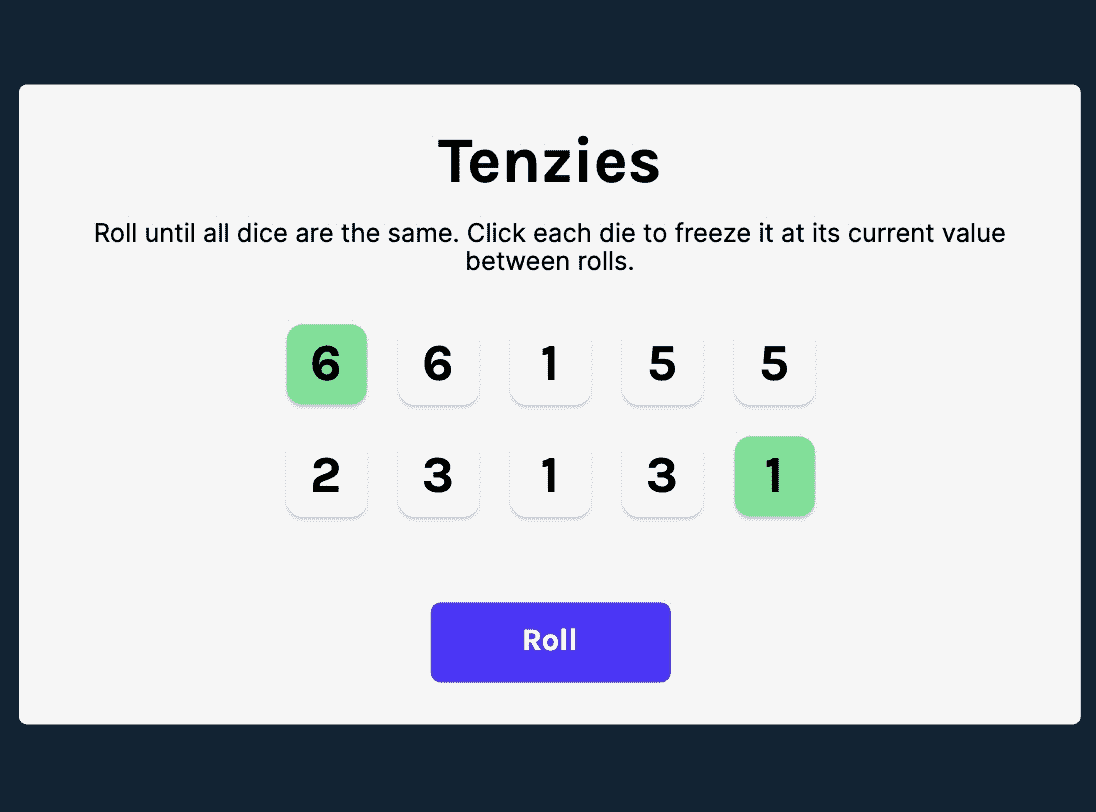 Tenzies
Roll until all dice are the same. Click each die to freeze it at its current value
between rolls.
6 6 1 5 5
2 3 1 3 1
Roll